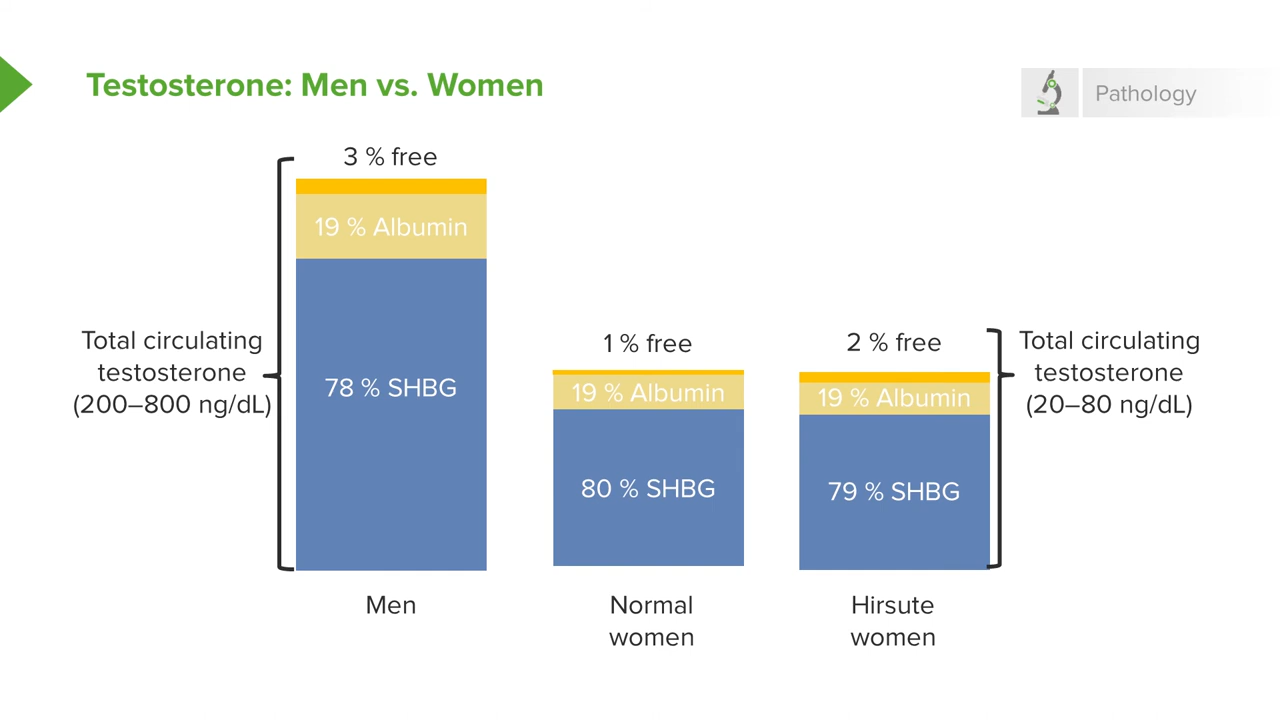 Testosterone: Men vs. Women
Pathology
3 % free
19 % Albumin
78 % SHBG
Total circulating
testosterone
(200–800 ng/dL)
Men
1 % free
19 % Albumin
80 % SHBG
Normal
women
2 % free
19 % Albumin
79 % SHBG
Hirsute
women
Total circulating
testosterone
(20–80 ng/dL)